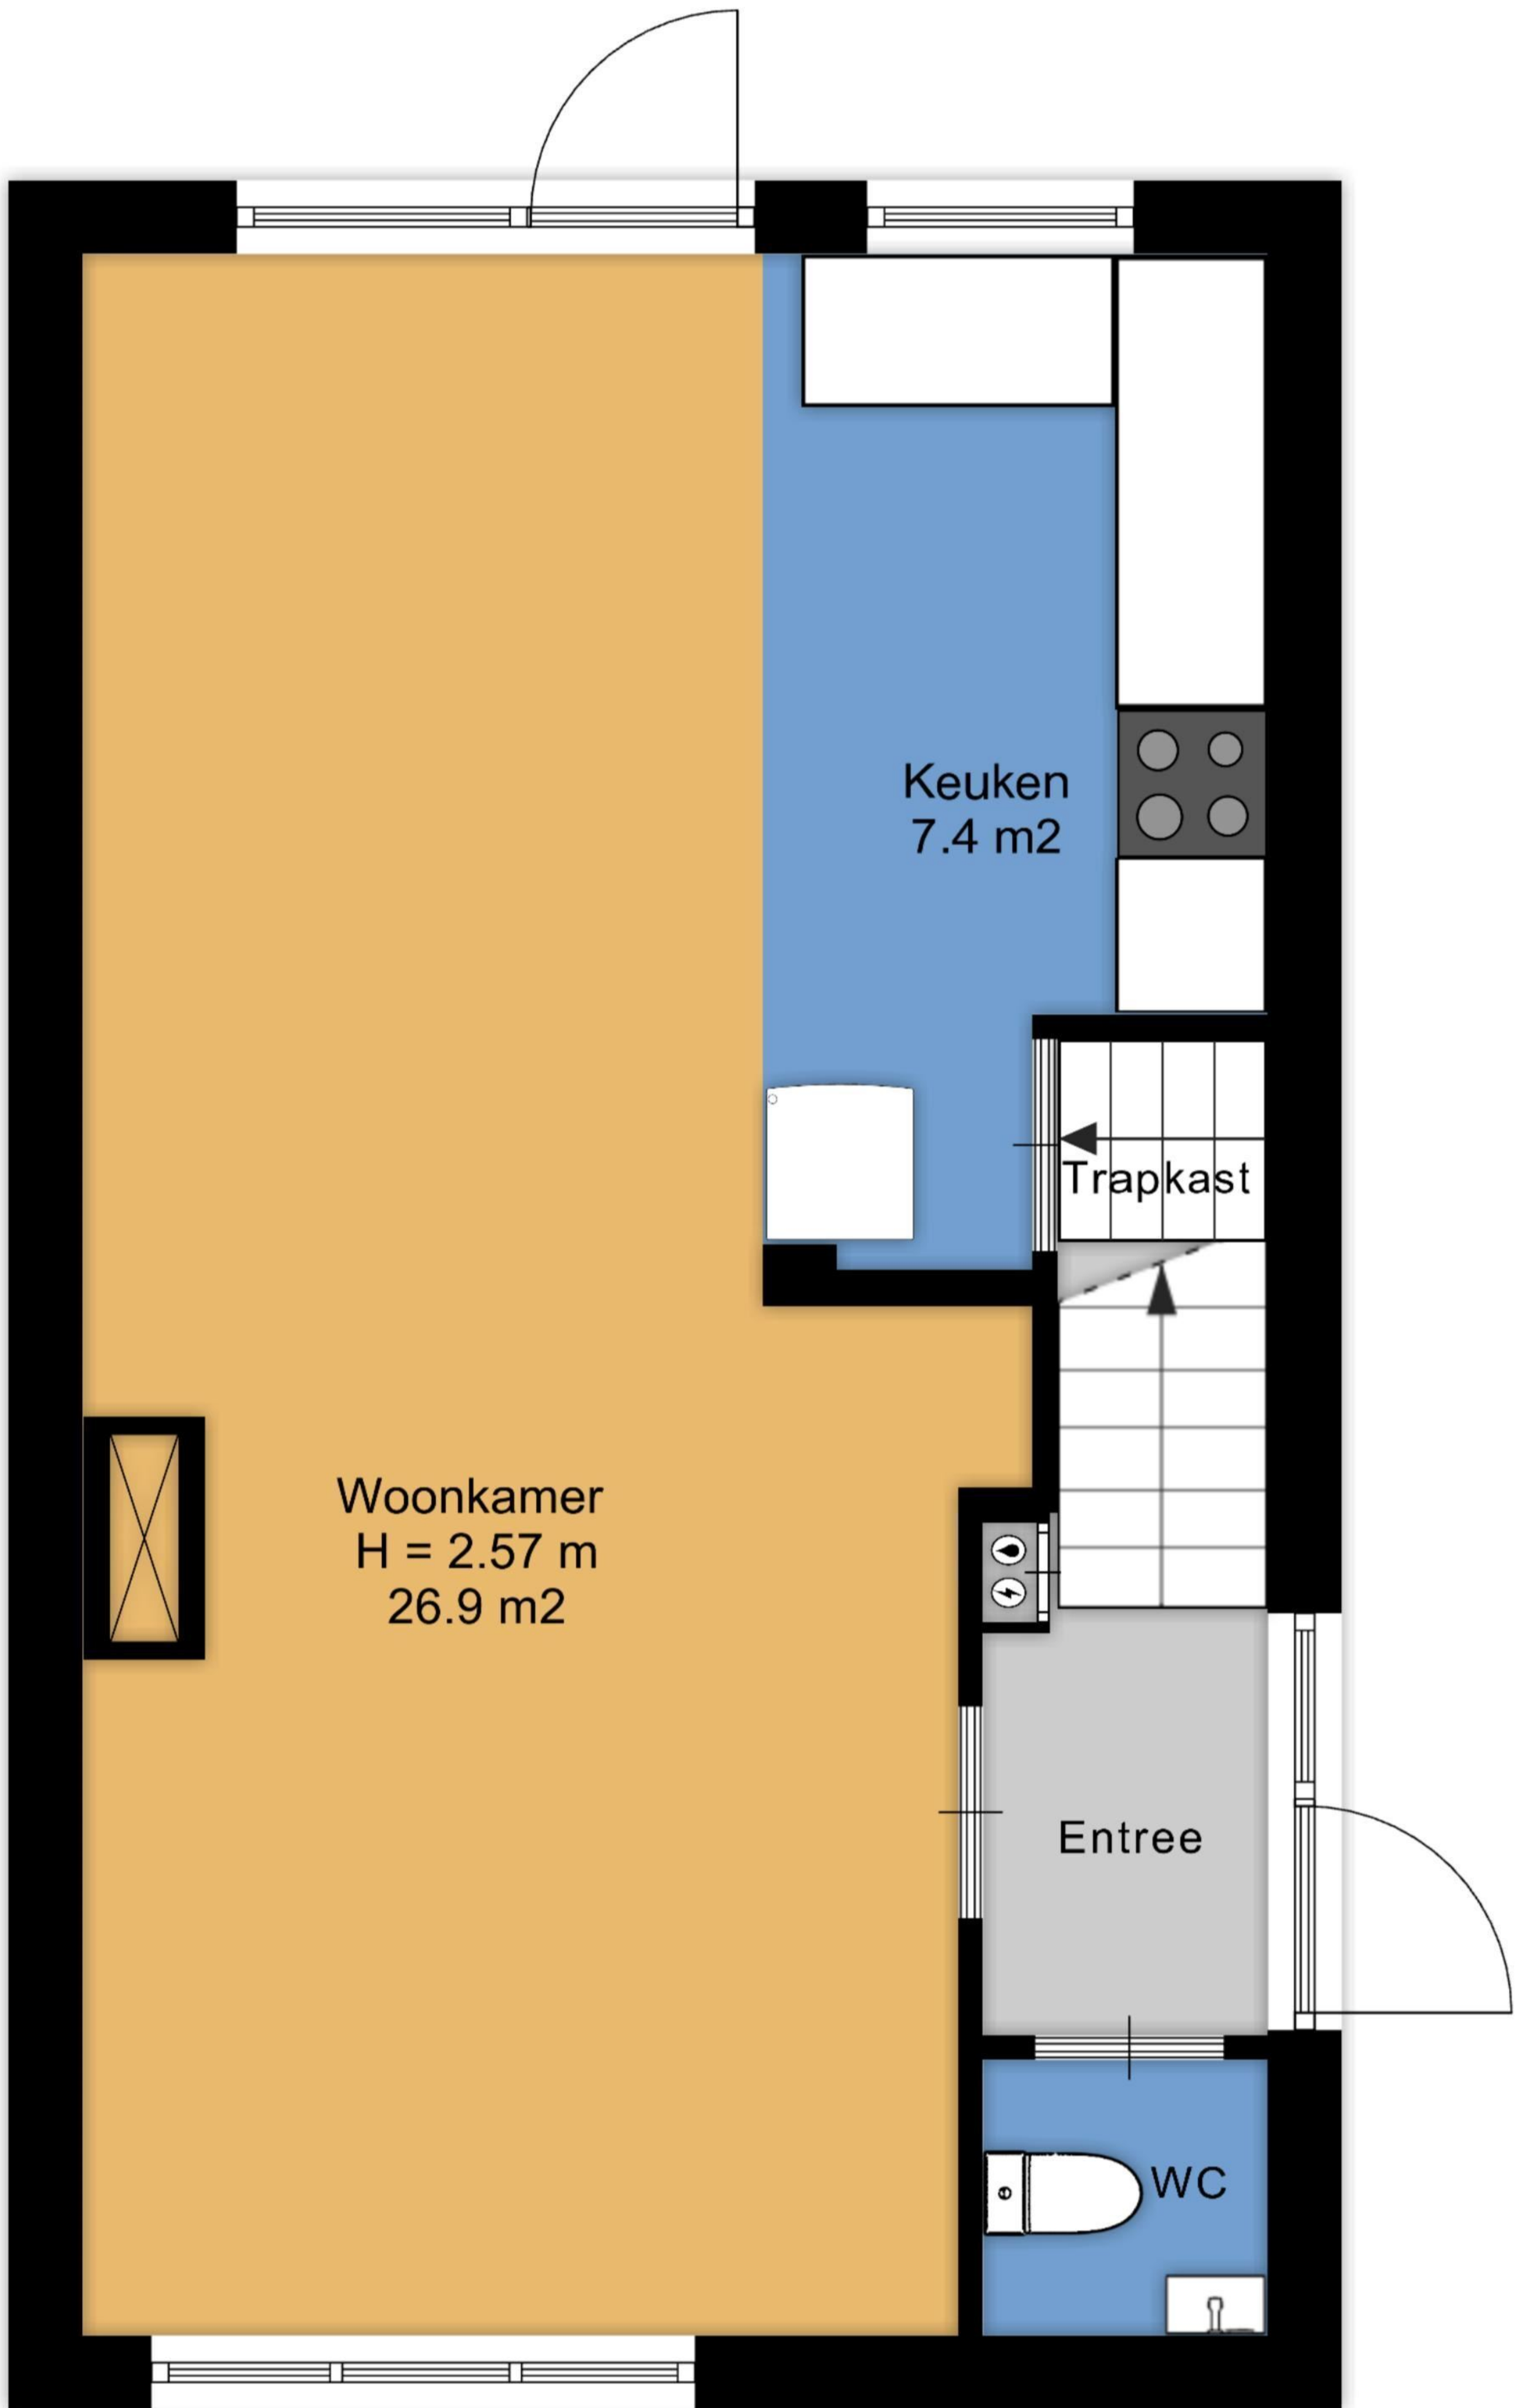 Keuken
7.4 m2
Trapkast
Woonkamer
H = 2.57 m
26.9 m2
Entree
WC